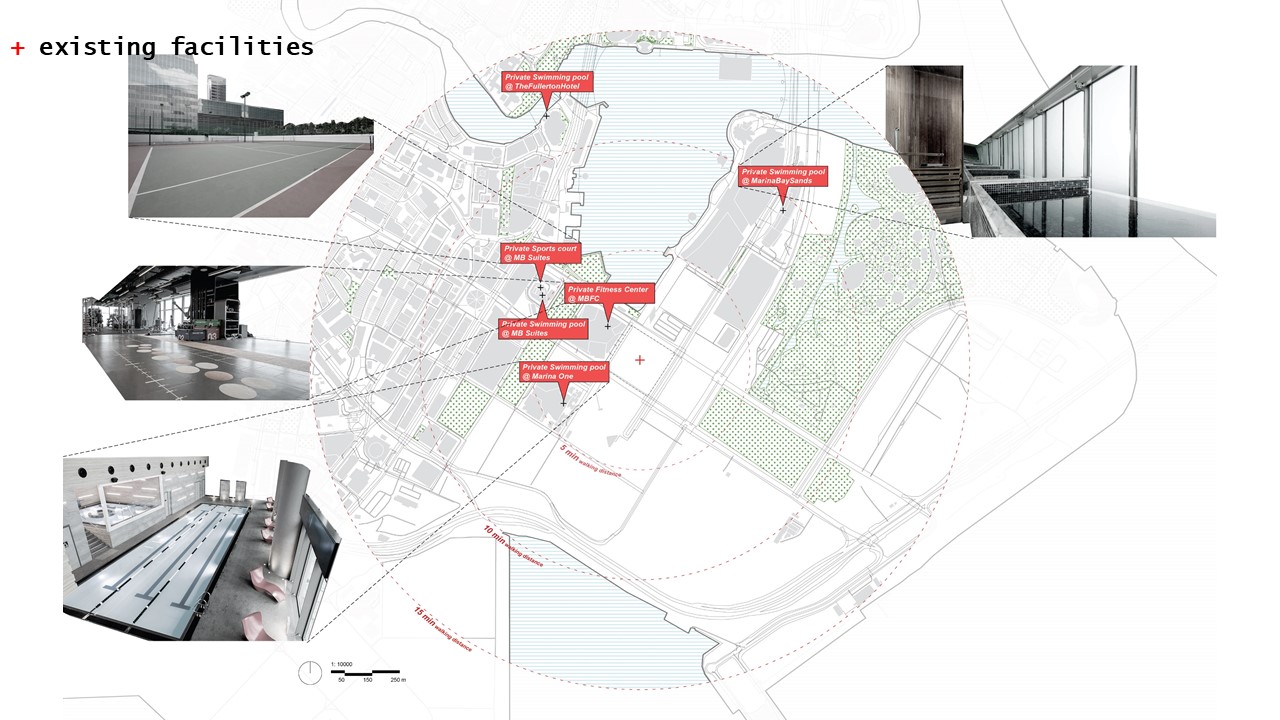 + existing facilities
Private Swimming pool
@ TheFullertonHotel
Private Swimming pool
@ MarinaBaySands
Private Sports court
@ MB Suites
Private Fitness Center
@ MBFC
Private Swimming pool
@ MB Suites
Private Swimming pool
@ Marina One
5 min walking distance
10 min walking distance
15 min walking distance
1: 10000
50 150 250 m